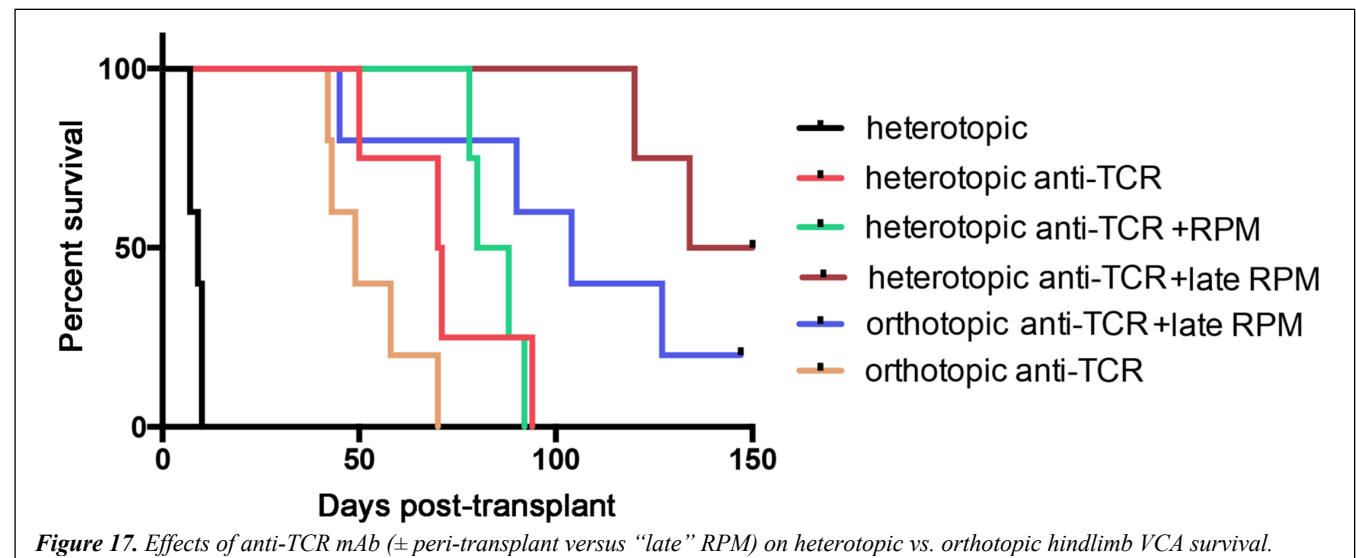 100
50
0
Percent survival
0 50 100 150
Days post-transplant
heterotopic
heterotopic anti-TCR
heterotopic anti-TCR +RPM
heterotopic anti-TCR+late RPM
orthotopic anti-TCR+late RPM
orthotopic anti-TCR
Figure 17. Effects of anti-TCR mAb (± peri-transplant versus “late” RPM) on heterotopic vs. orthotopic hindlimb VCA survival.